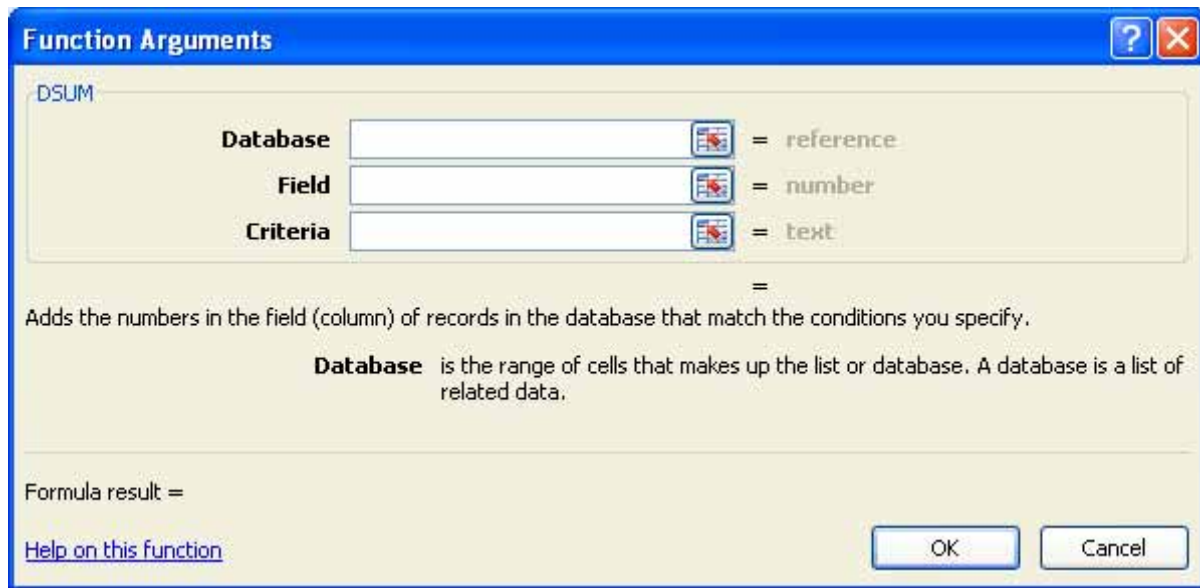 Function Arguments
DSUM
Database = reference
Field = number
Criteria = text
=
Adds the numbers in the field (column) of records in the database that match the conditions you specify.
Database is the range of cells that makes up the list or database. A database is a list of
related data.
Formula result =
Help on this function
OK Cancel